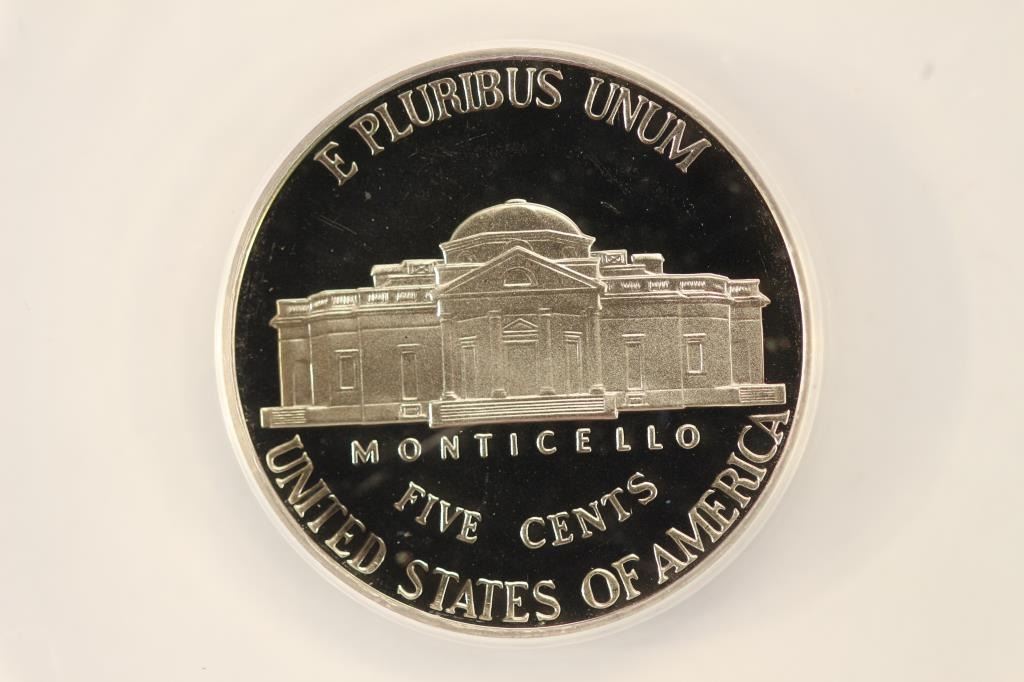 E PLURIBUS UNUM
MONTICELLO
FIVE CENTS
UNITED STATES OF AMERICA